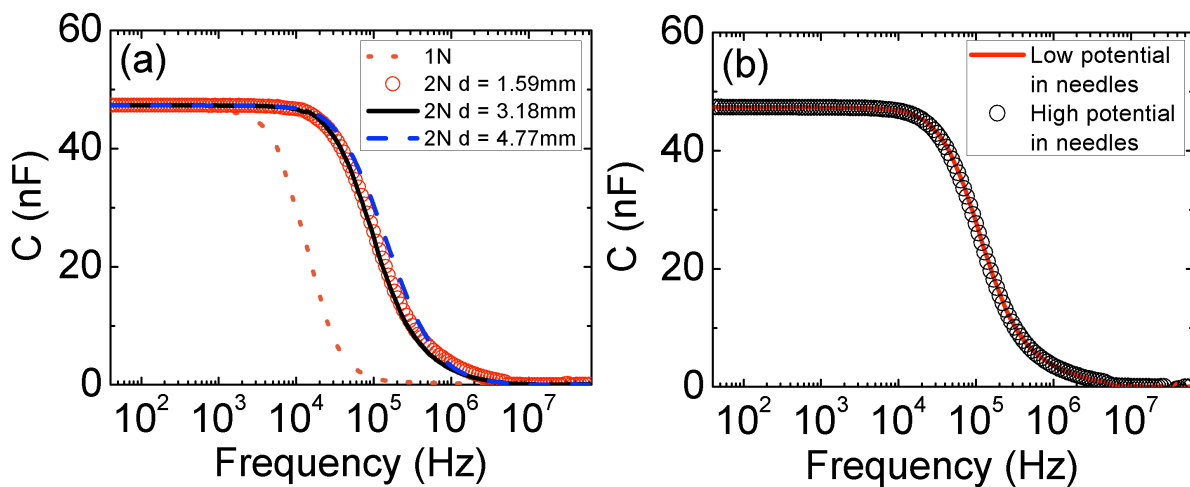 (a)
1N
2N d = 1.59mm
2N d = 3.18mm
2N d = 4.77mm
60
40
20
0
C (nF)
10² 10³ 10⁴ 10⁵ 10⁶ 10⁷
Frequency (Hz)
(b)
Low potential
in needles
High potential
in needles
60
40
20
0
C (nF)
10² 10³ 10⁴ 10⁵ 10⁶ 10⁷
Frequency (Hz)